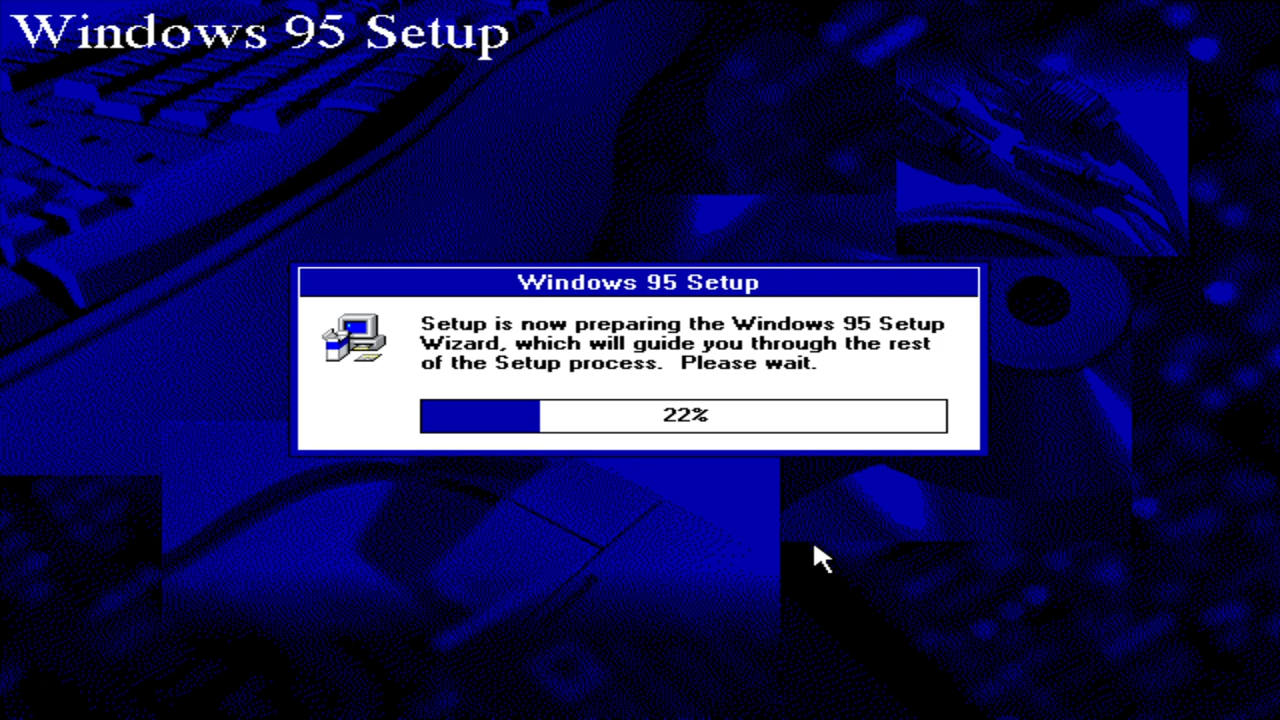 Windows 95 Setup
Windows 95 Setup
Setup is now preparing the Windows 95 Setup
Wizard, which will guide you through the rest
of the Setup process.  Please wait.
22%